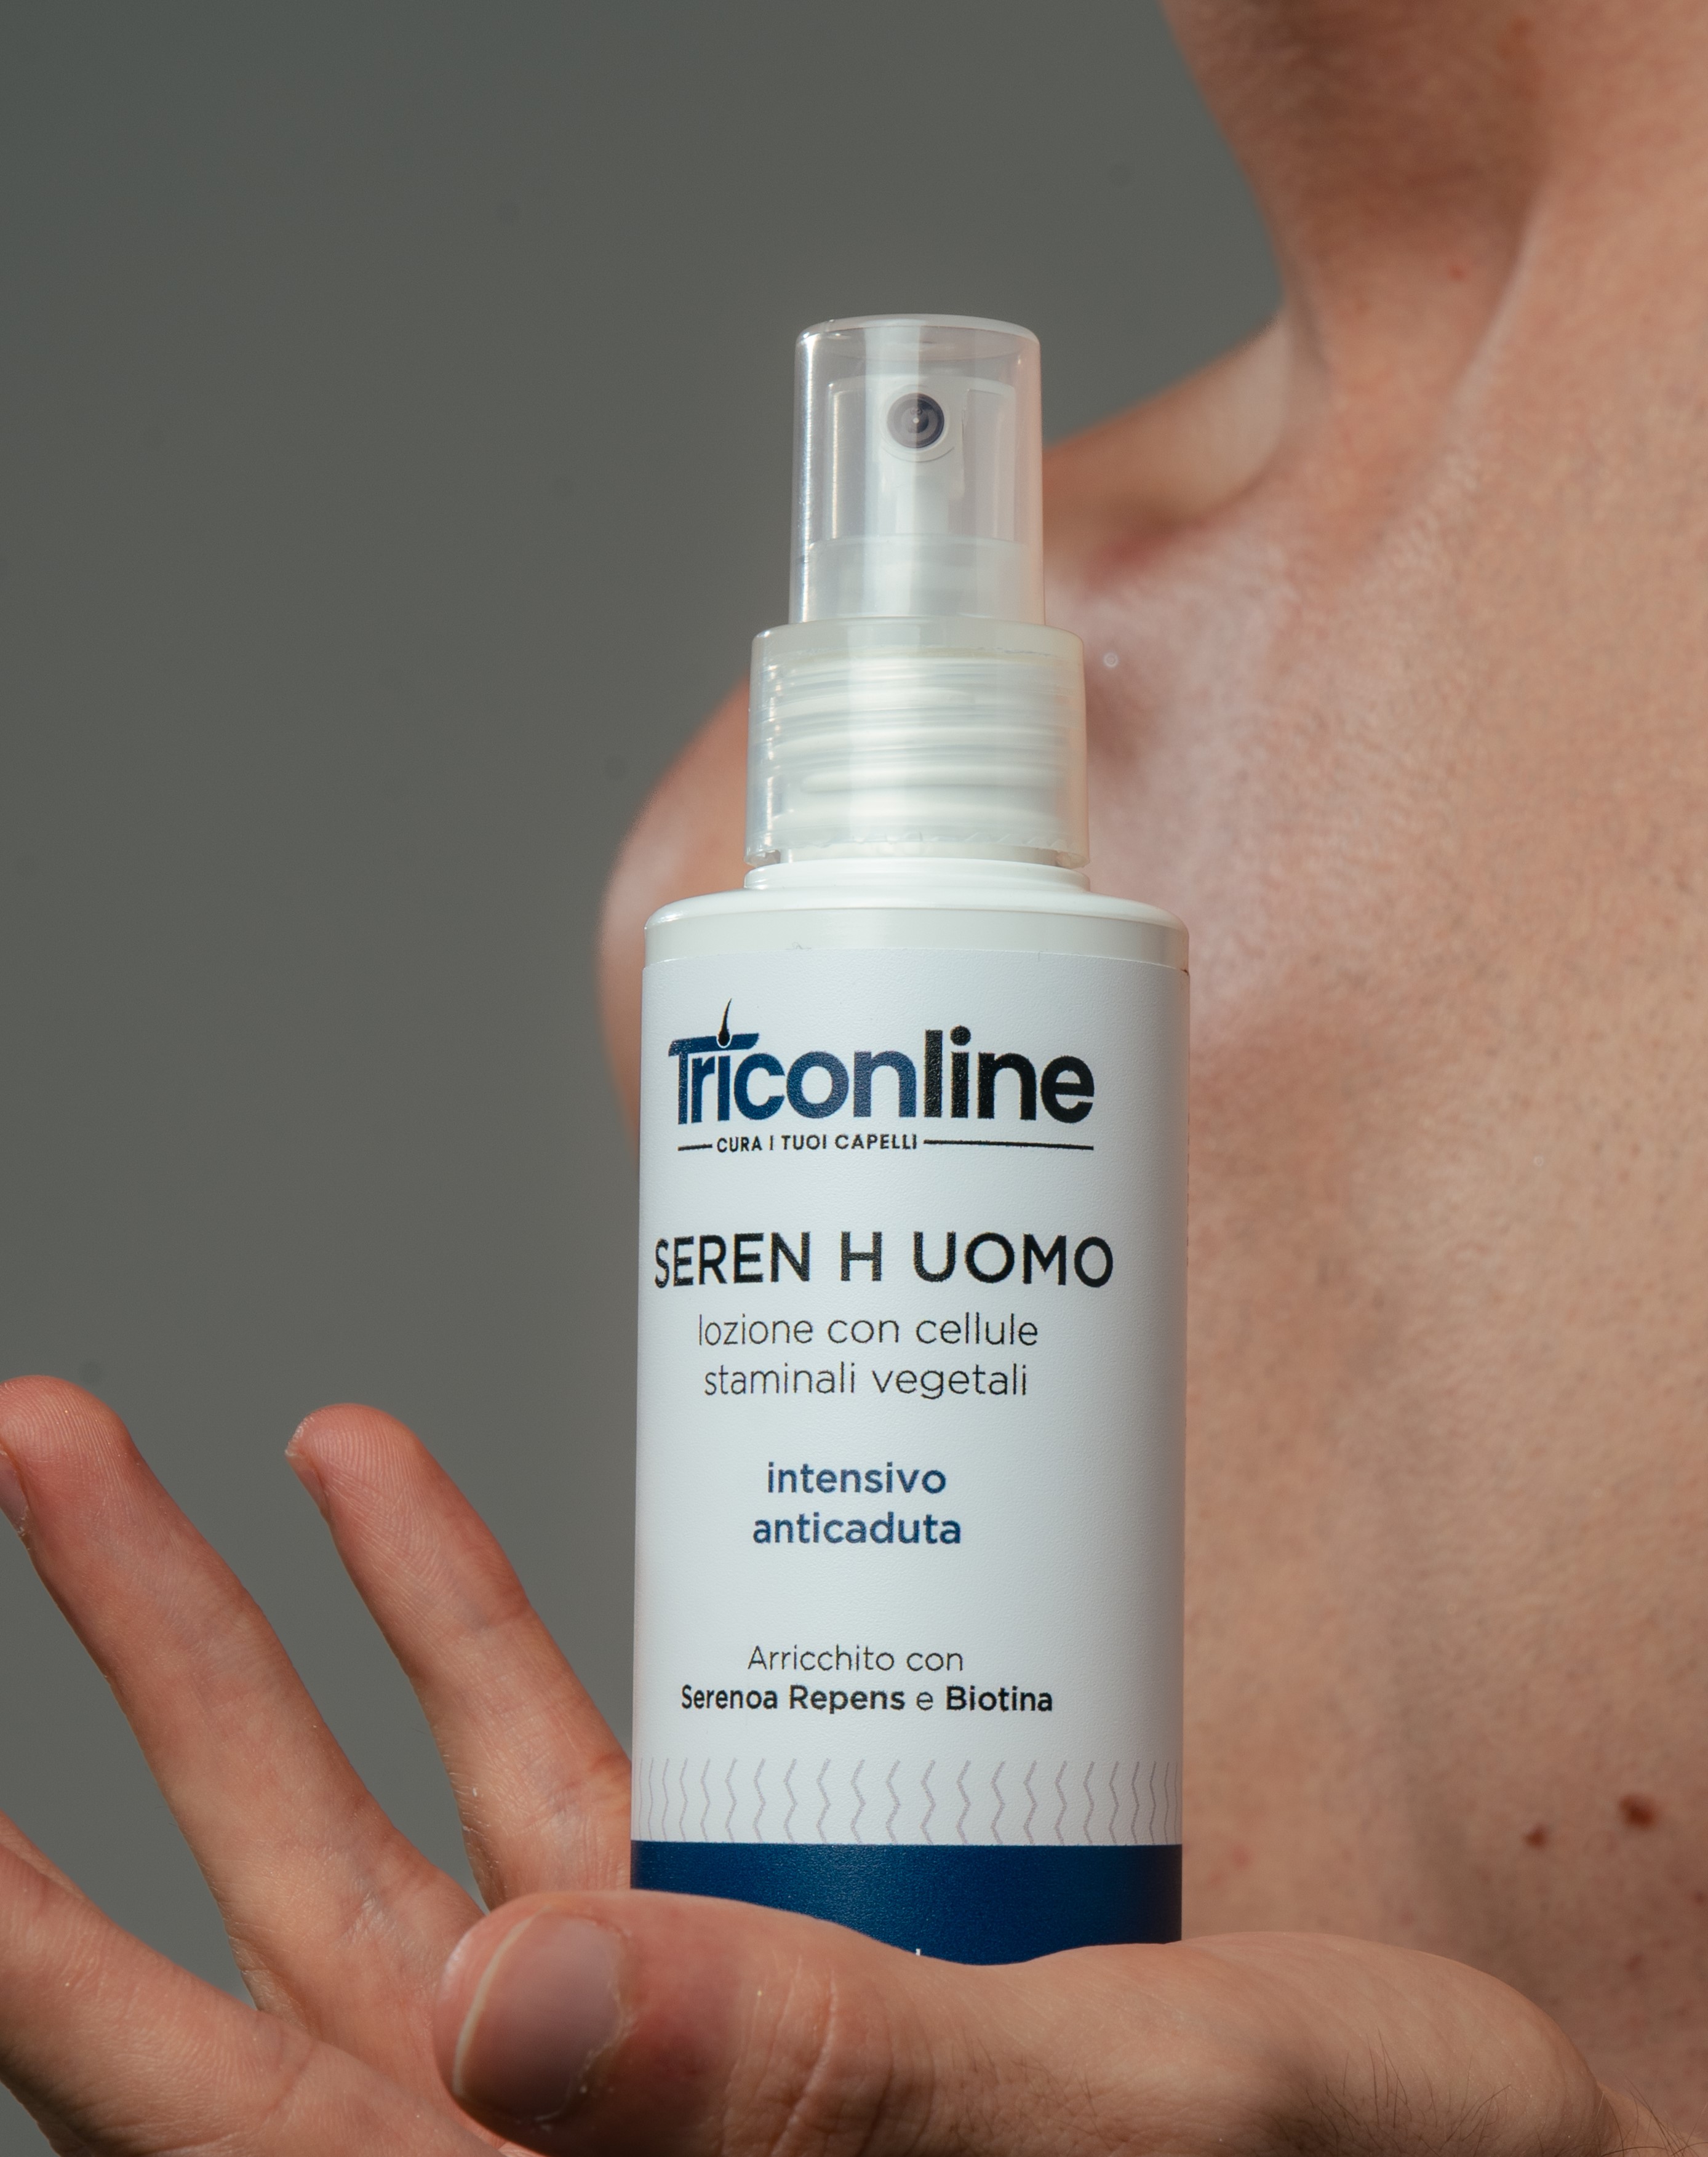 Triconline
CURA I TUOI CAPELLI
SEREN H UOMO
lozione con cellule
staminali vegetali
intensivo
anticaduta
Arricchito con
Serenoa Repens e Biotina